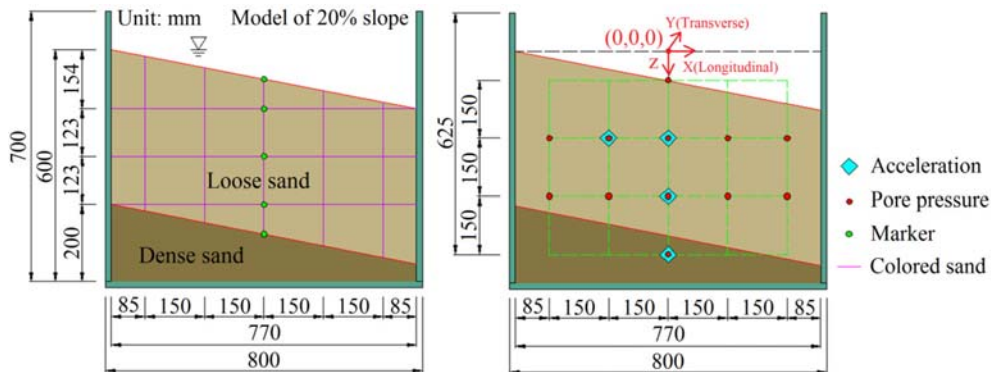 Unit: mm
Model of 20% slope
700
600
154
123
123
200
Loose sand
Dense sand
85
150
150
150
150
85
770
800
Y(Transverse)
(0,0,0)
Z
X(Longitudinal)
625
150
150
150
85
150
150
150
150
85
770
800
Acceleration
Pore pressure
Marker
Colored sand